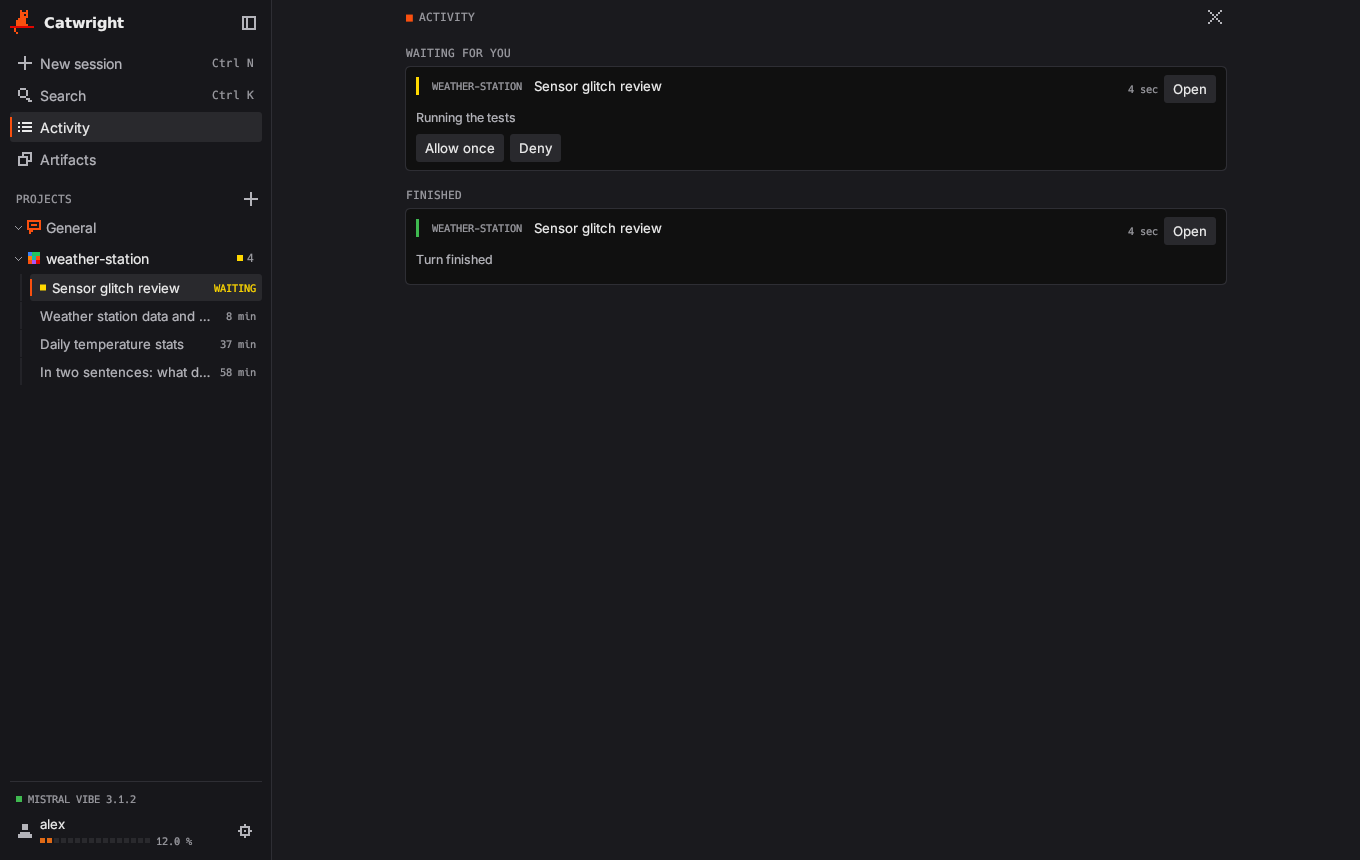 Catwright
New session Ctrl N
Search Ctrl K
Activity
Artifacts
PROJECTS
General
weather-station 4
Sensor glitch review WAITING
Weather station data and ... 8 min
Daily temperature stats 37 min
In two sentences: what d... 58 min
MISTRAL VIBE 3.1.2
alex
12.0 %
ACTIVITY
WAITING FOR YOU
WEATHER-STATION Sensor glitch review 4 sec Open
Running the tests
Allow once Deny
FINISHED
WEATHER-STATION Sensor glitch review 4 sec Open
Turn finished